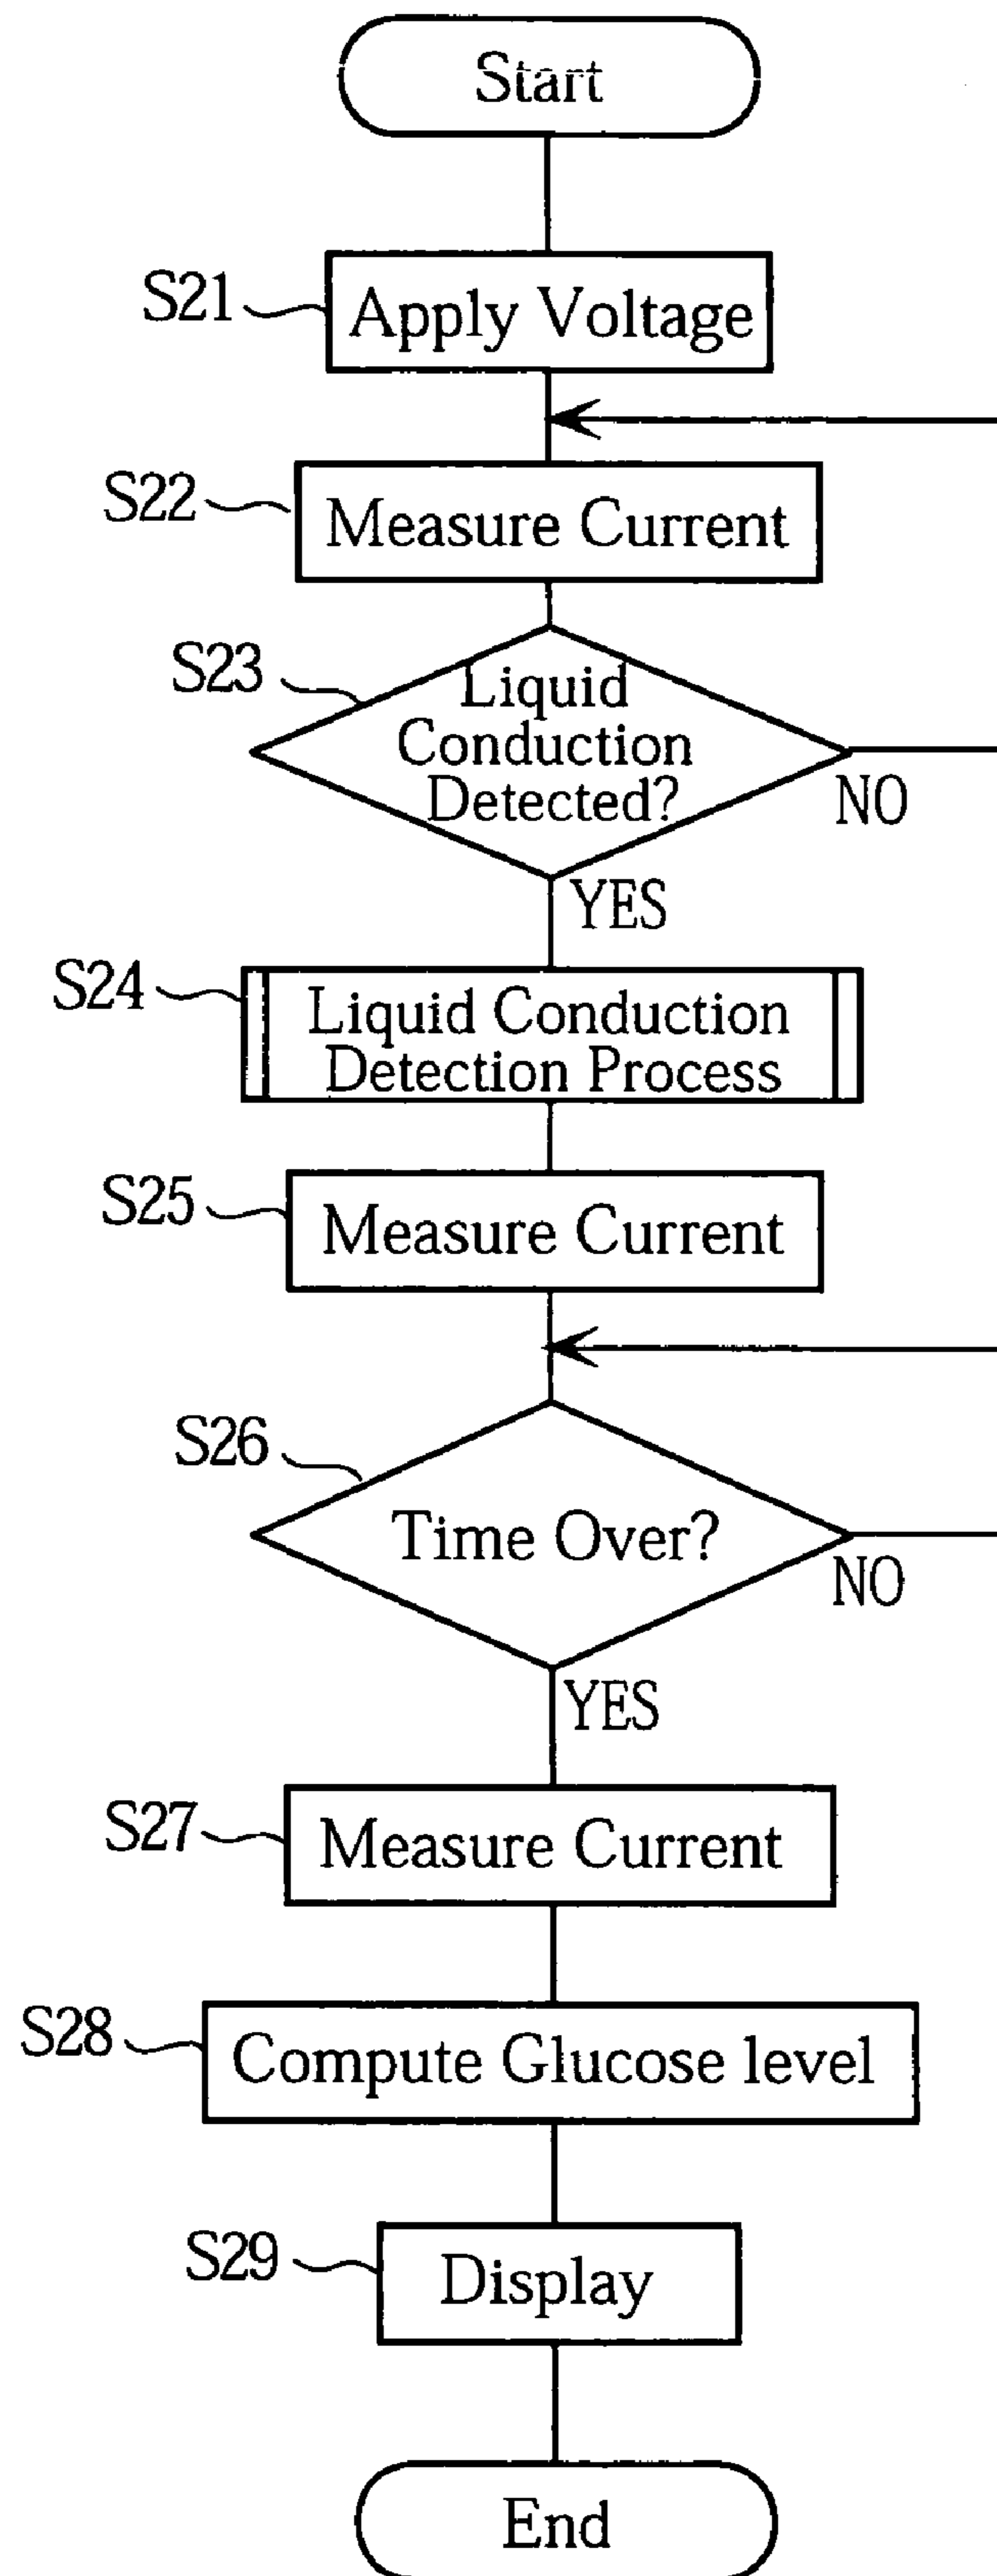 Start
S21
Apply Voltage
S22
Measure Current
S23
Liquid
Conduction
Detected?
NO
YES
S24
Liquid Conduction
Detection Process
S25
Measure Current
S26
Time Over?
NO
YES
S27
Measure Current
S28
Compute Glucose level
S29
Display
End